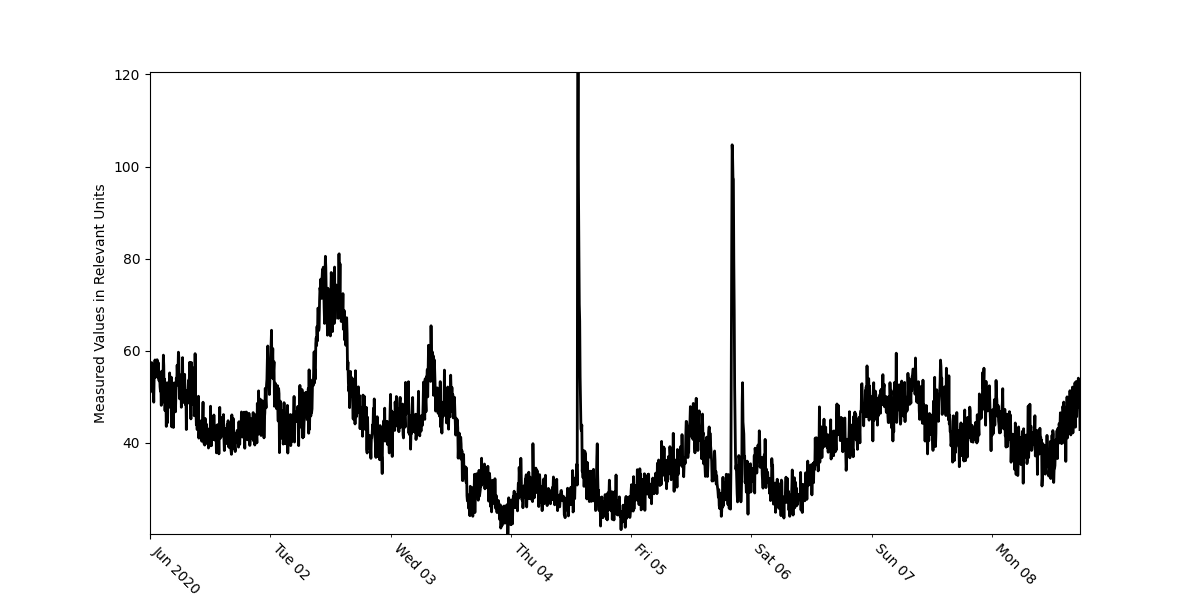 120
100
80
60
40
Measured Values in Relevant Units
Jun 2020
Tue 02
Wed 03
Thu 04
Fri 05
Sat 06
Sun 07
Mon 08